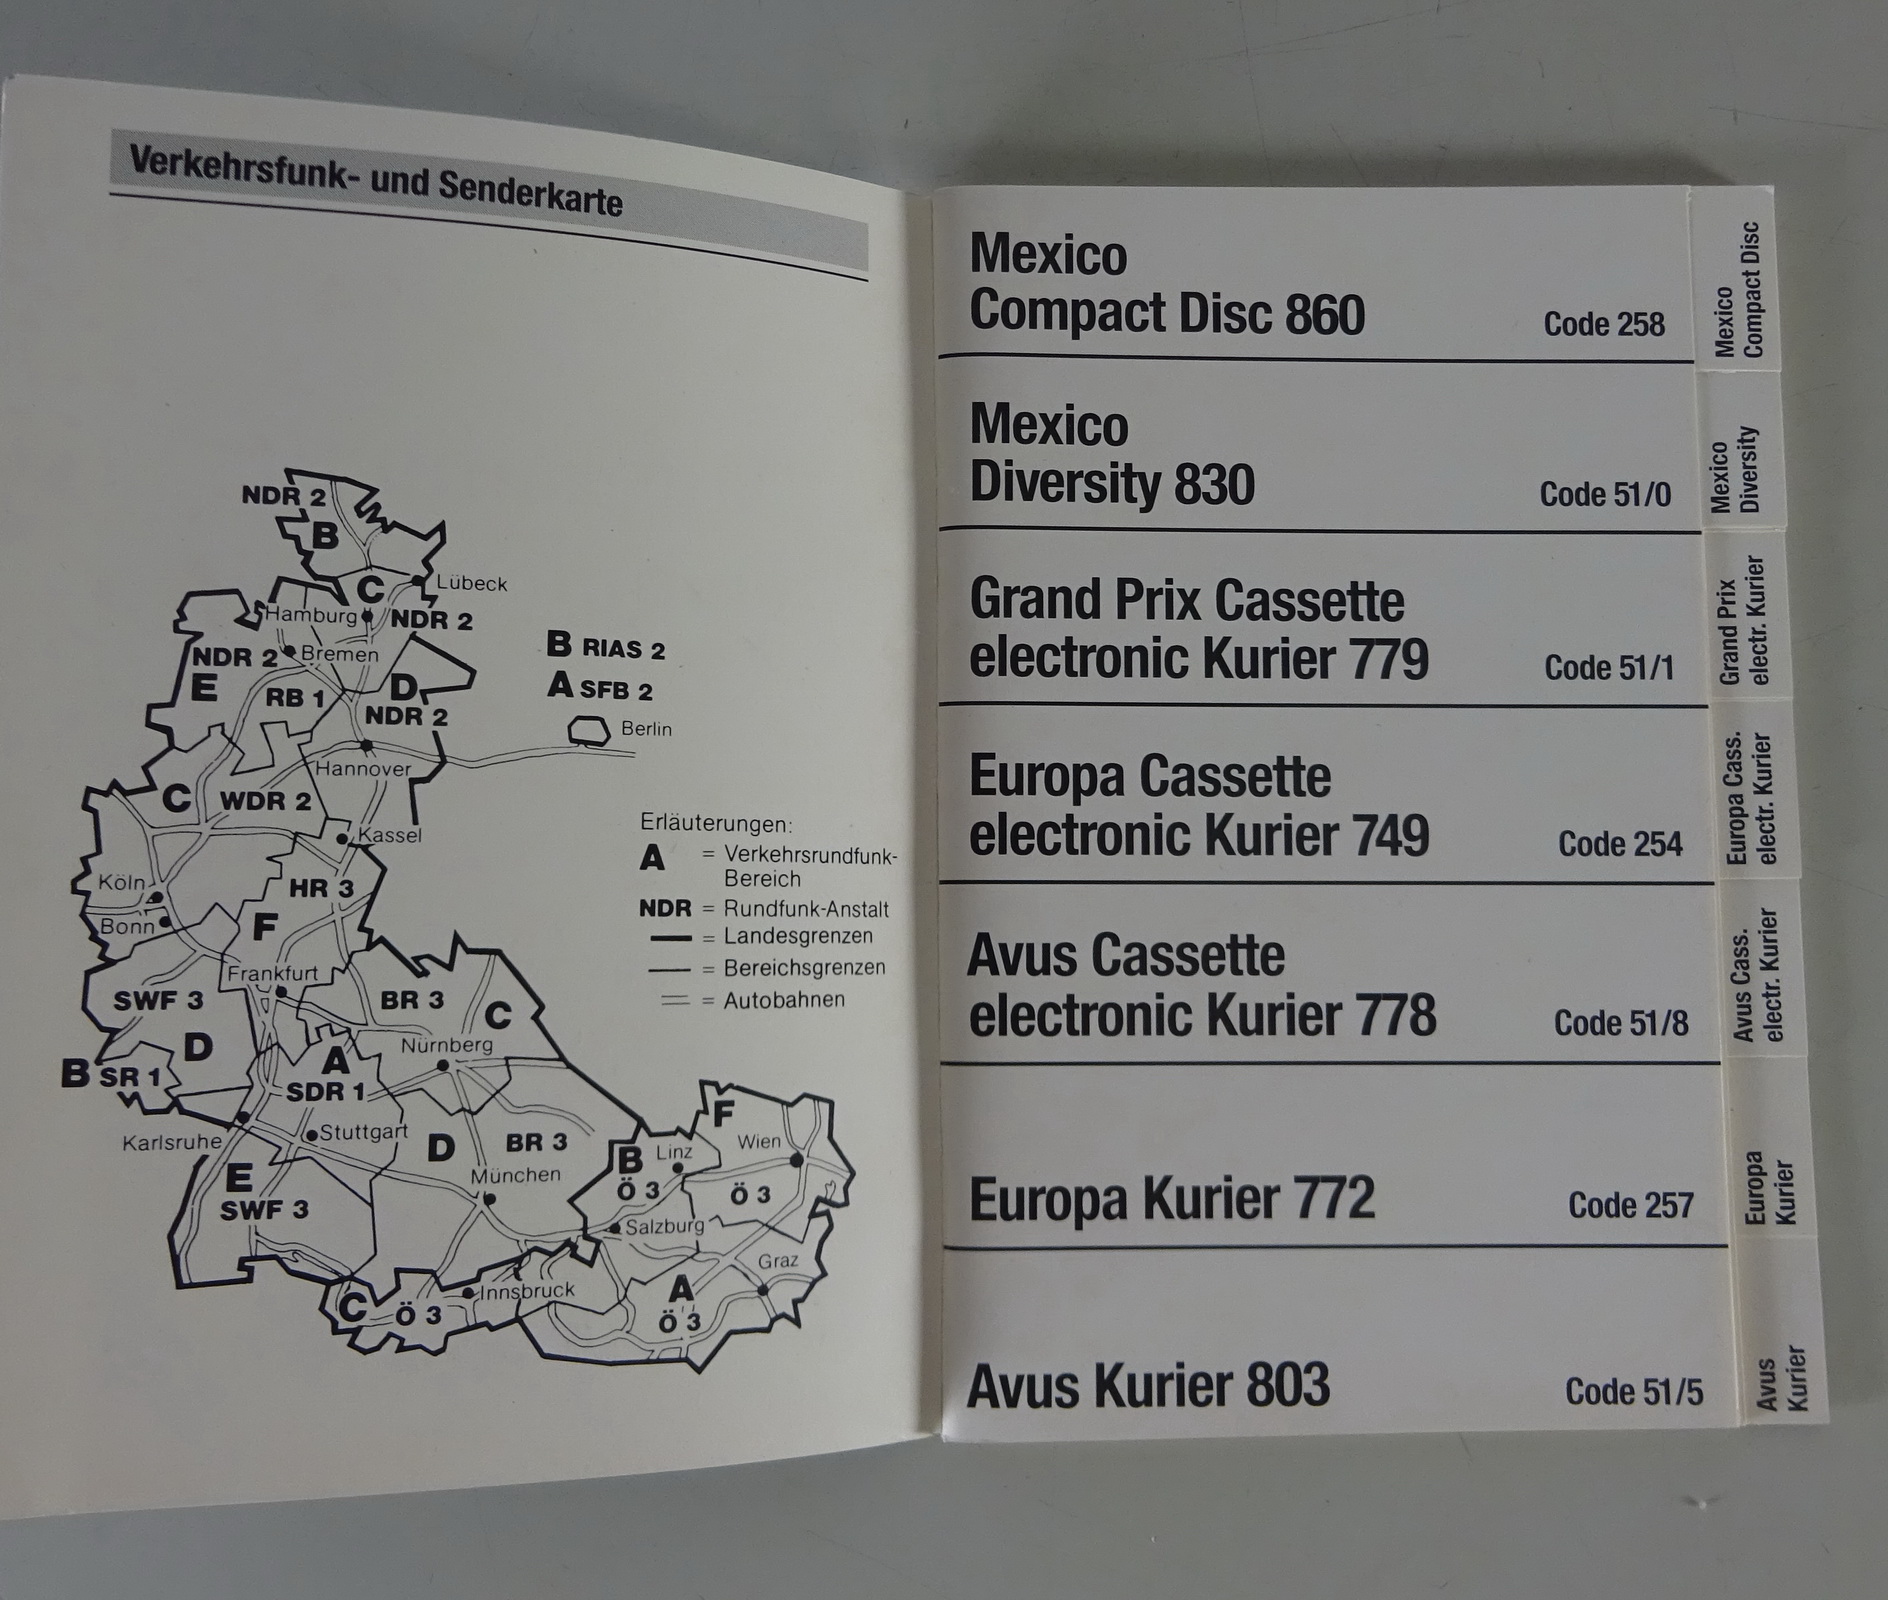 Verkehrsfunk- und Senderkarte
NDR 2
B
C
Lübeck
Hamburg
NDR 2
NDR 2
Bremen
E
RB 1
D
NDR 2
B RIAS 2
A SFB 2
Berlin
Hannover
C
WDR 2
Kassel
Köln
HR 3
Bonn
F
Frankfurt
SWF 3
BR 3
C
D
Nürnberg
A
B SR 1
SDR 1
Karlsruhe
Stuttgart
D
BR 3
München
E
SWF 3
F
Wien
B
Linz
Ö 3
Ö 3
Salzburg
Graz
A
Ö 3
C
Ö 3
Innsbruck
Erläuterungen:
A = Verkehrsrundfunk-
Bereich
NDR = Rundfunk-Anstalt
= Landesgrenzen
= Bereichsgrenzen
= Autobahnen
Mexico
Compact Disc 860 Code 258
Mexico
Diversity 830 Code 51/0
Grand Prix Cassette
electronic Kurier 779 Code 51/1
Europa Cassette
electronic Kurier 749 Code 254
Avus Cassette
electronic Kurier 778 Code 51/8
Europa Kurier 772 Code 257
Avus Kurier 803 Code 51/5
Mexico
Compact Disc
Mexico
Diversity
Grand Prix
electr. Kurier
Europa Cass.
electr. Kurier
Avus Cass.
electr. Kurier
Europa
Kurier
Avus
Kurier